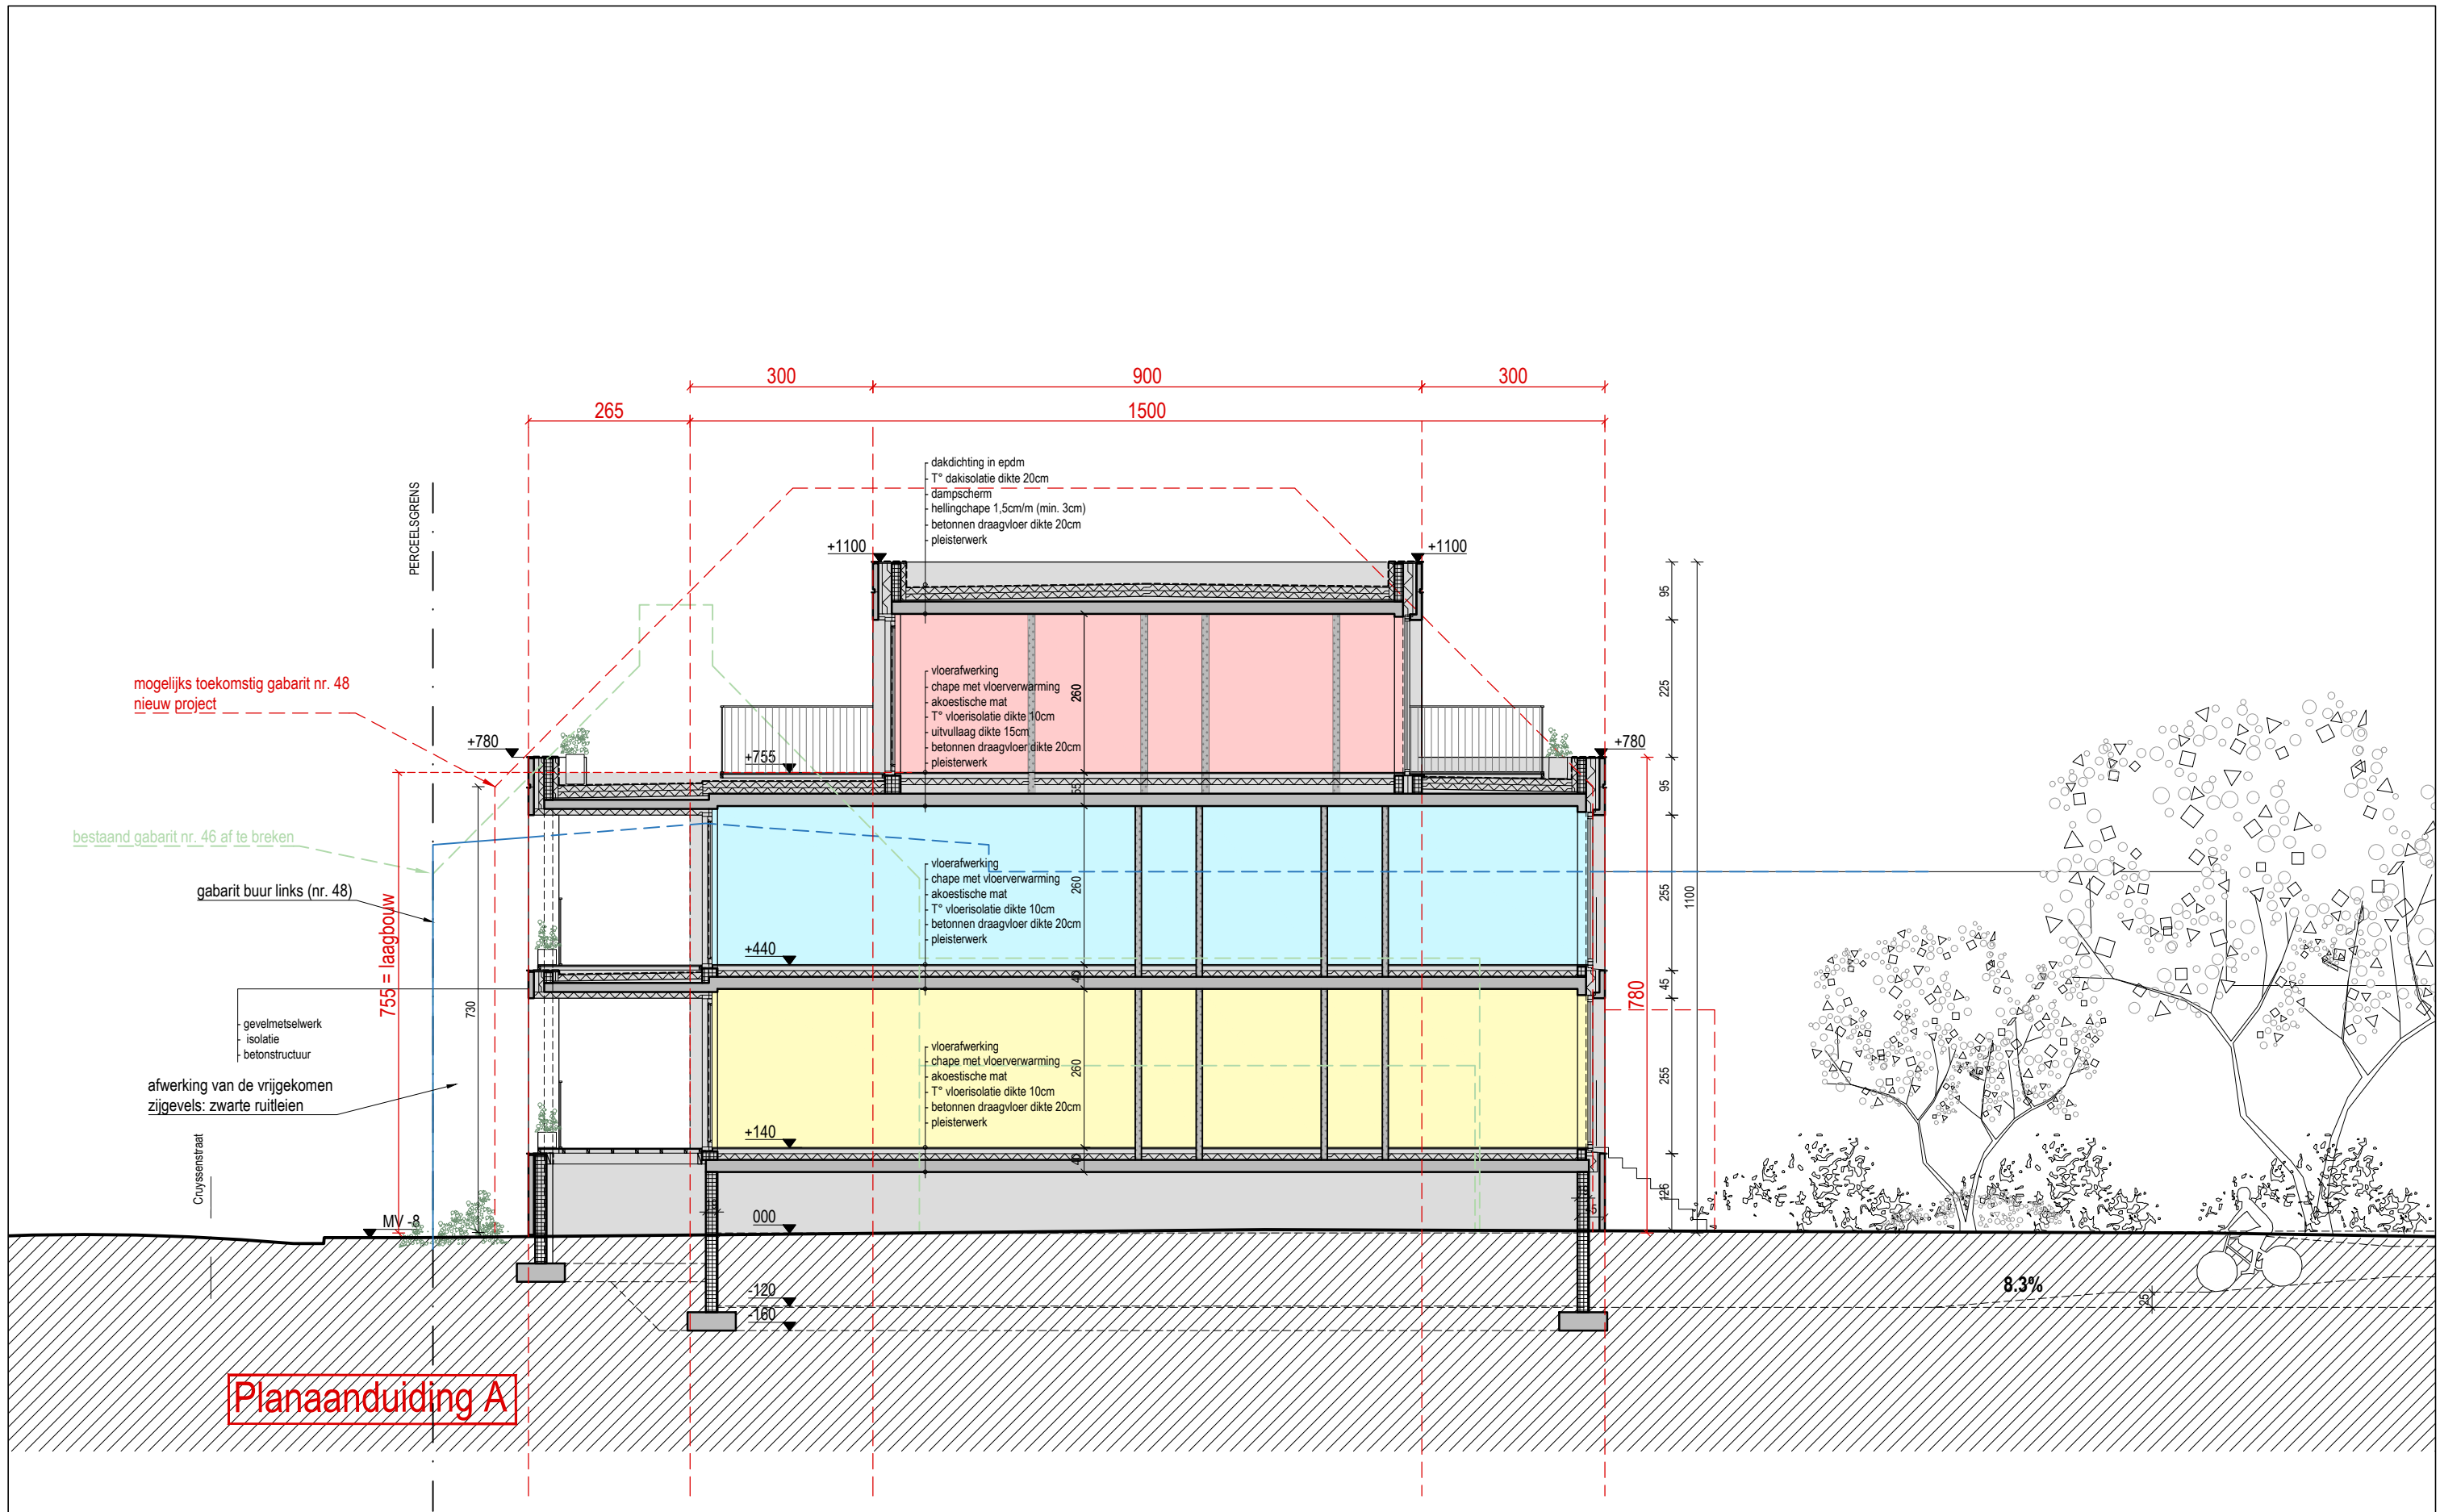 300
900
300
265
1500
PERCEELSGRENS
dakdichting in epdm
T° dakisolatie dikte 20cm
dampscherm
hellingchape 1,5cm/m (min. 3cm)
betonnen draagvloer dikte 20cm
pleisterwerk
+1100
+1100
95
mogelijks toekomstig gabarit nr. 48
nieuw project
vloerafwerking
chape met vloerverwarming
akoestische mat
T° vloerisolatie dikte 10cm
uitvullaag dikte 15cm
betonnen draagvloer dikte 20cm
pleisterwerk
260
225
+780
+755
+780
55
95
bestaand gabarit nr. 46 af te breken
gabarit buur links (nr. 48)
vloerafwerking
chape met vloerverwarming
akoestische mat
T° vloerisolatie dikte 10cm
betonnen draagvloer dikte 20cm
pleisterwerk
260
255
1100
755 = laagbouw
730
+440
40
45
780
- gevelmetselwerk
- isolatie
- betonstructuur
afwerking van de vrijgekomen
zijgevels: zwarte ruitleien
vloerafwerking
chape met vloerverwarming
akoestische mat
T° vloerisolatie dikte 10cm
betonnen draagvloer dikte 20cm
pleisterwerk
260
255
+140
40
126
Cruyssenstraat
MV -8
000
-120
-160
8.3%
25
Planaanduiding A